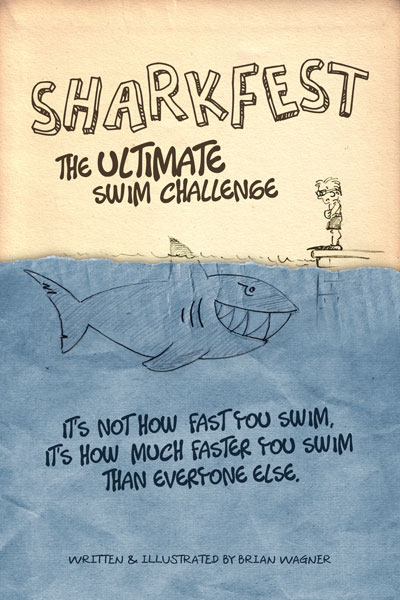 SHARKFEST
THE ULTIMATE
SWIM CHALLENGE
IT'S NOT HOW FAST YOU SWIM,
IT'S HOW MUCH FASTER YOU SWIM
THAN EVERYONE ELSE.
WRITTEN & ILLUSTRATED BY BRIAN WAGNER